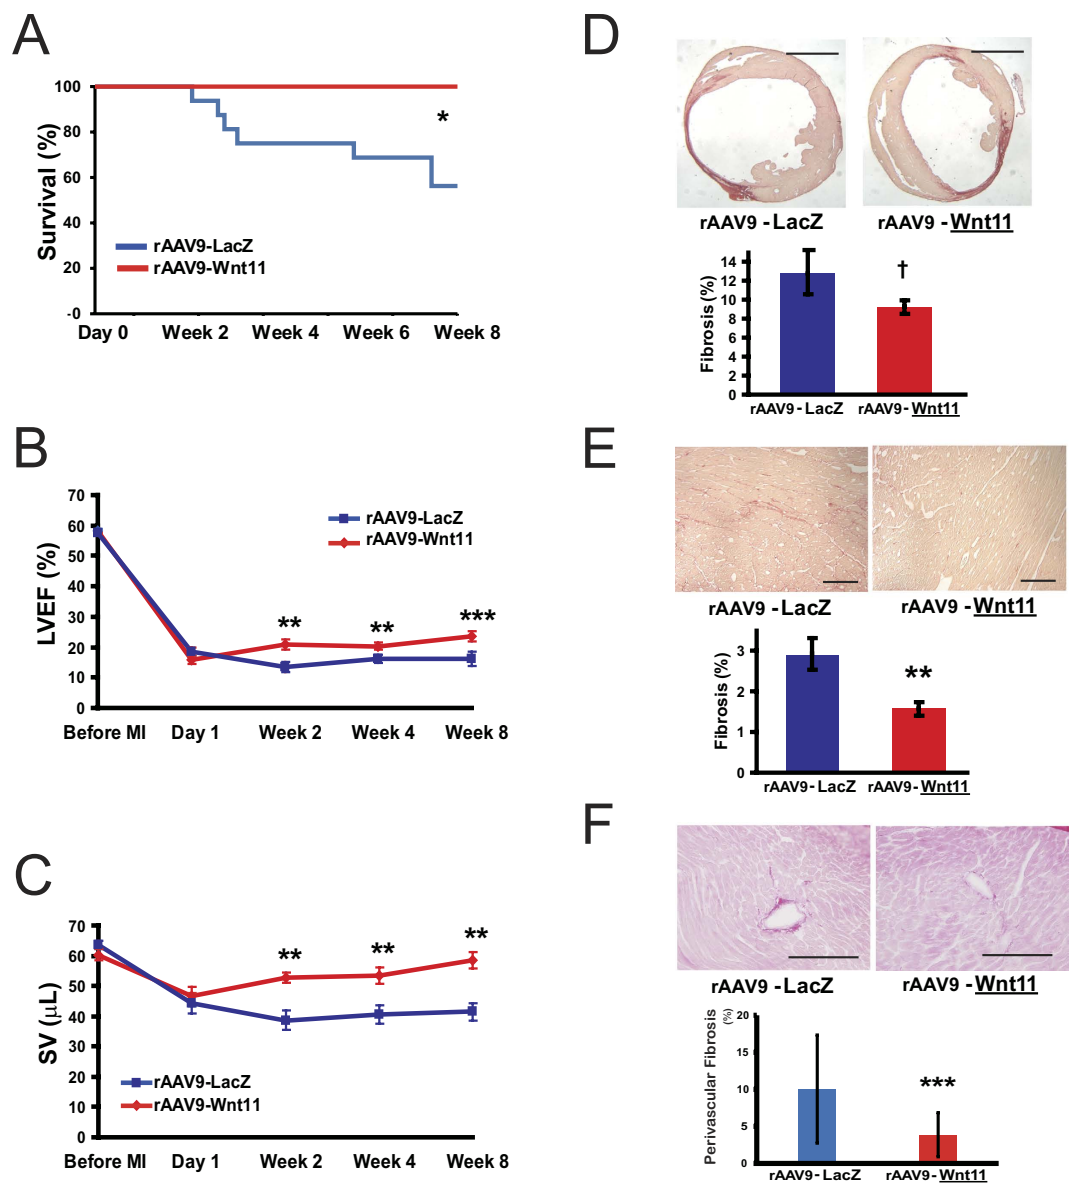 A
100
80
60
40
20
-0
Survival (%)
*
rAAV9-LacZ
rAAV9-Wnt11
Day 0 Week 2 Week 4 Week 6 Week 8
B
70
60
50
40
30
20
10
0
LVEF (%)
rAAV9-LacZ
rAAV9-Wnt11
** ** ***
Before MI Day 1 Week 2 Week 4 Week 8
C
70
60
50
40
30
20
10
0
SV (μL)
** ** **
rAAV9-LacZ
rAAV9-Wnt11
Before MI Day 1 Week 2 Week 4 Week 8
D
rAAV9 -LacZ rAAV9 -Wnt11
14
12
10
8
6
4
2
0
Fibrosis (%)
†
rAAV9-LacZ rAAV9-Wnt11
E
rAAV9 -LacZ rAAV9 -Wnt11
3
2
1
0
Fibrosis (%)
**
rAAV9-LacZ rAAV9-Wnt11
F
rAAV9 -LacZ rAAV9 -Wnt11
20
15
10
5
0
Perivascular Fibrosis
(%)
***
rAAV9-LacZ rAAV9-Wnt11